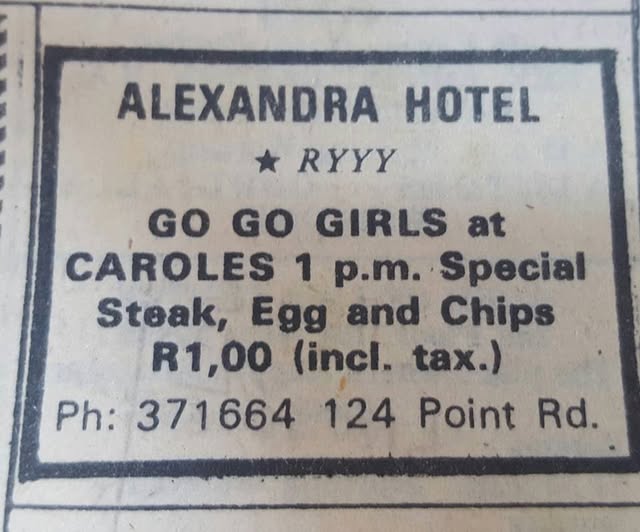 ALEXANDRA HOTEL
★ RYYY
GO GO GIRLS at
CAROLES 1 p.m. Special
Steak, Egg and Chips
R1,00 (incl. tax.)
Ph: 371664 124 Point Rd.